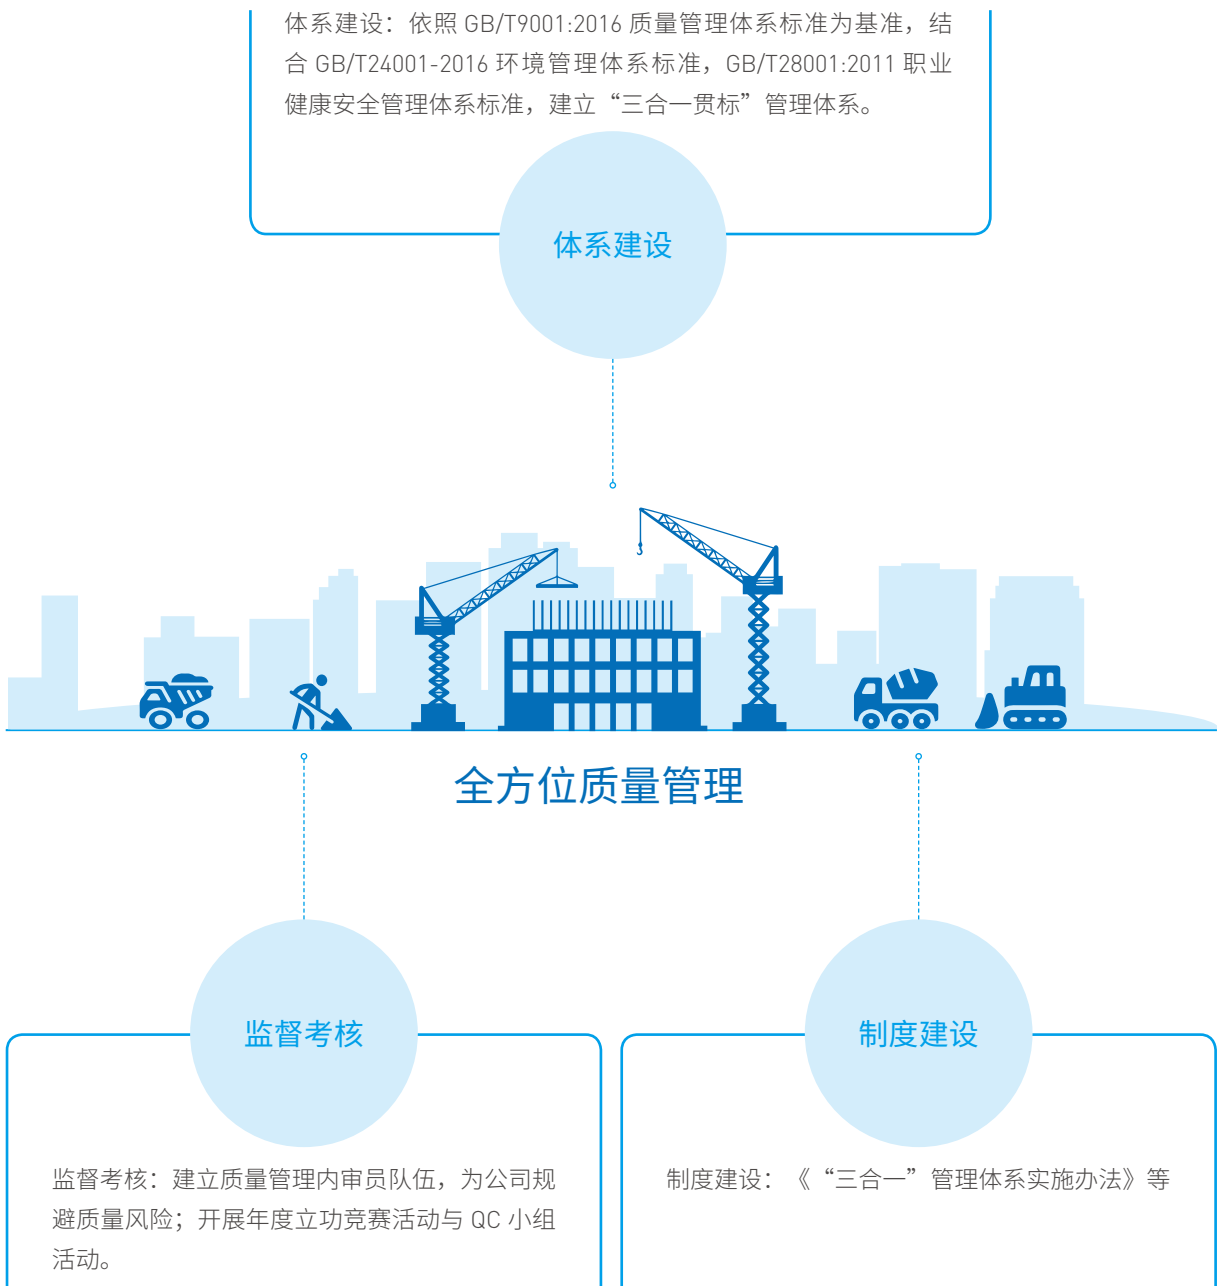 体系建设：依照 GB/T9001:2016 质量管理体系标准为基准，结
合 GB/T24001-2016 环境管理体系标准，GB/T28001:2011 职业
健康安全管理体系标准，建立“三合一贯标”管理体系。
体系建设
全方位质量管理
监督考核
监督考核：建立质量管理内审员队伍，为公司规
避质量风险；开展年度立功竞赛活动与 QC 小组
活动。
制度建设
制度建设：《“三合一”管理体系实施办法》等